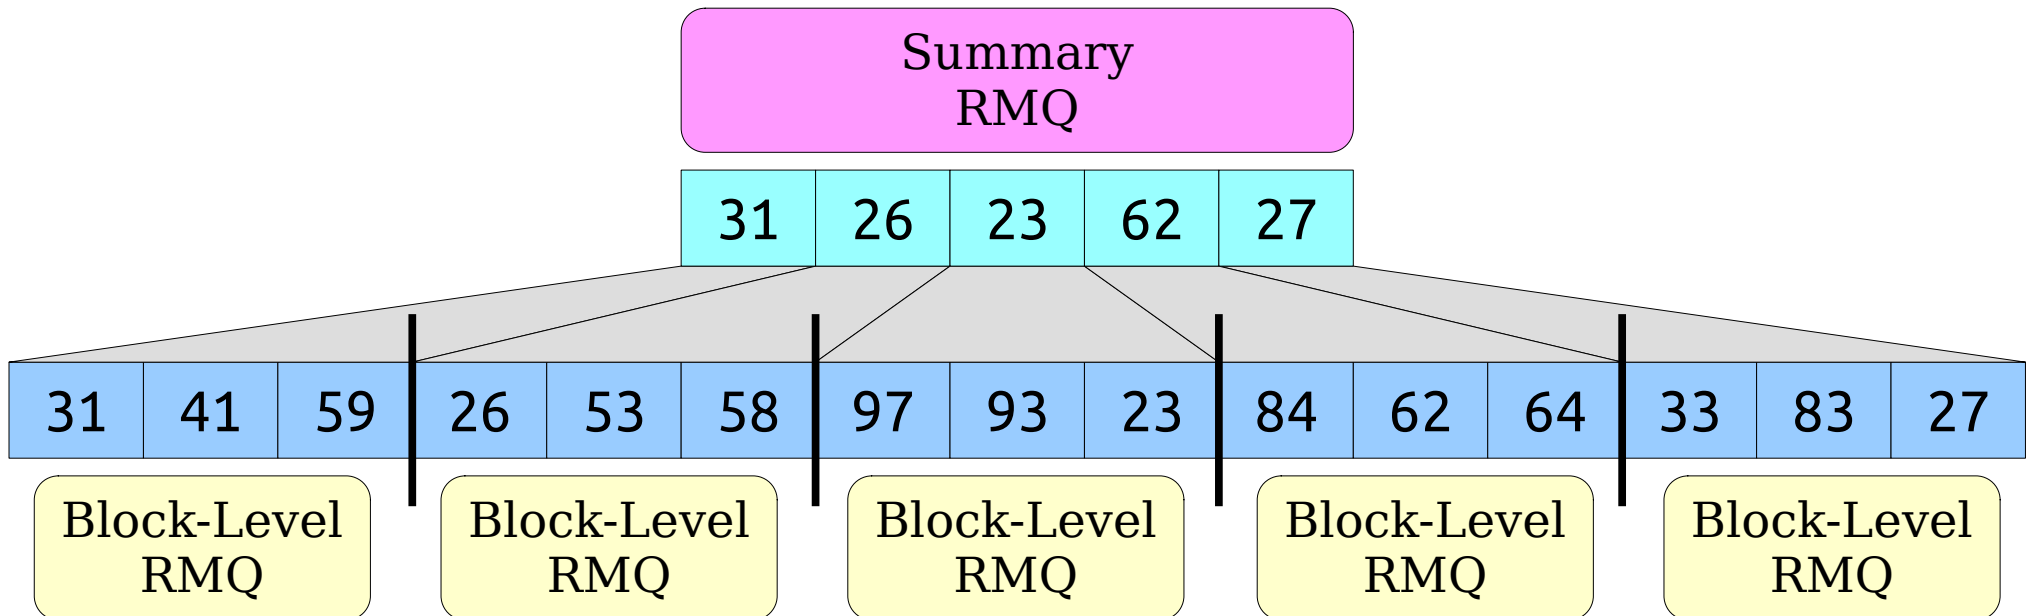 Summary
RMQ
31 26 23 62 27
31 41 59 26 53 58 97 93 23 84 62 64 33 83 27
Block-Level Block-Level Block-Level Block-Level Block-Level
RMQ RMQ RMQ RMQ RMQ